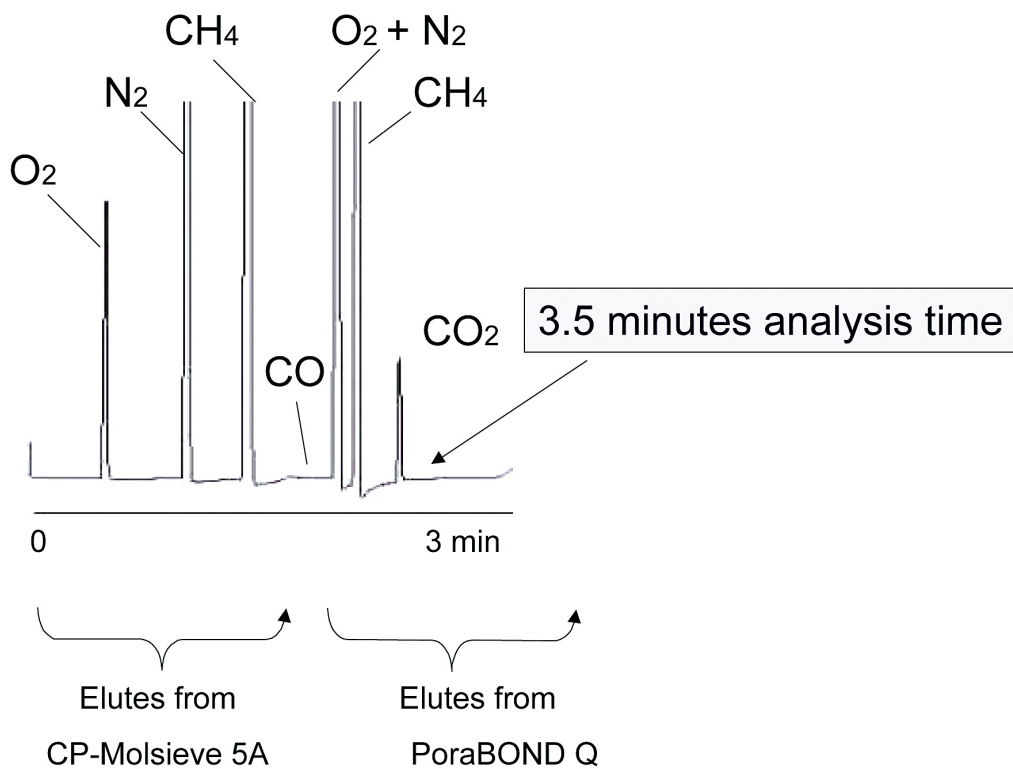 CH4
O2 + N2
N2
CH4
O2
3.5 minutes analysis time
CO2
CO
0
3 min
Elutes from
CP-Molsieve 5A
Elutes from
PoraBOND Q